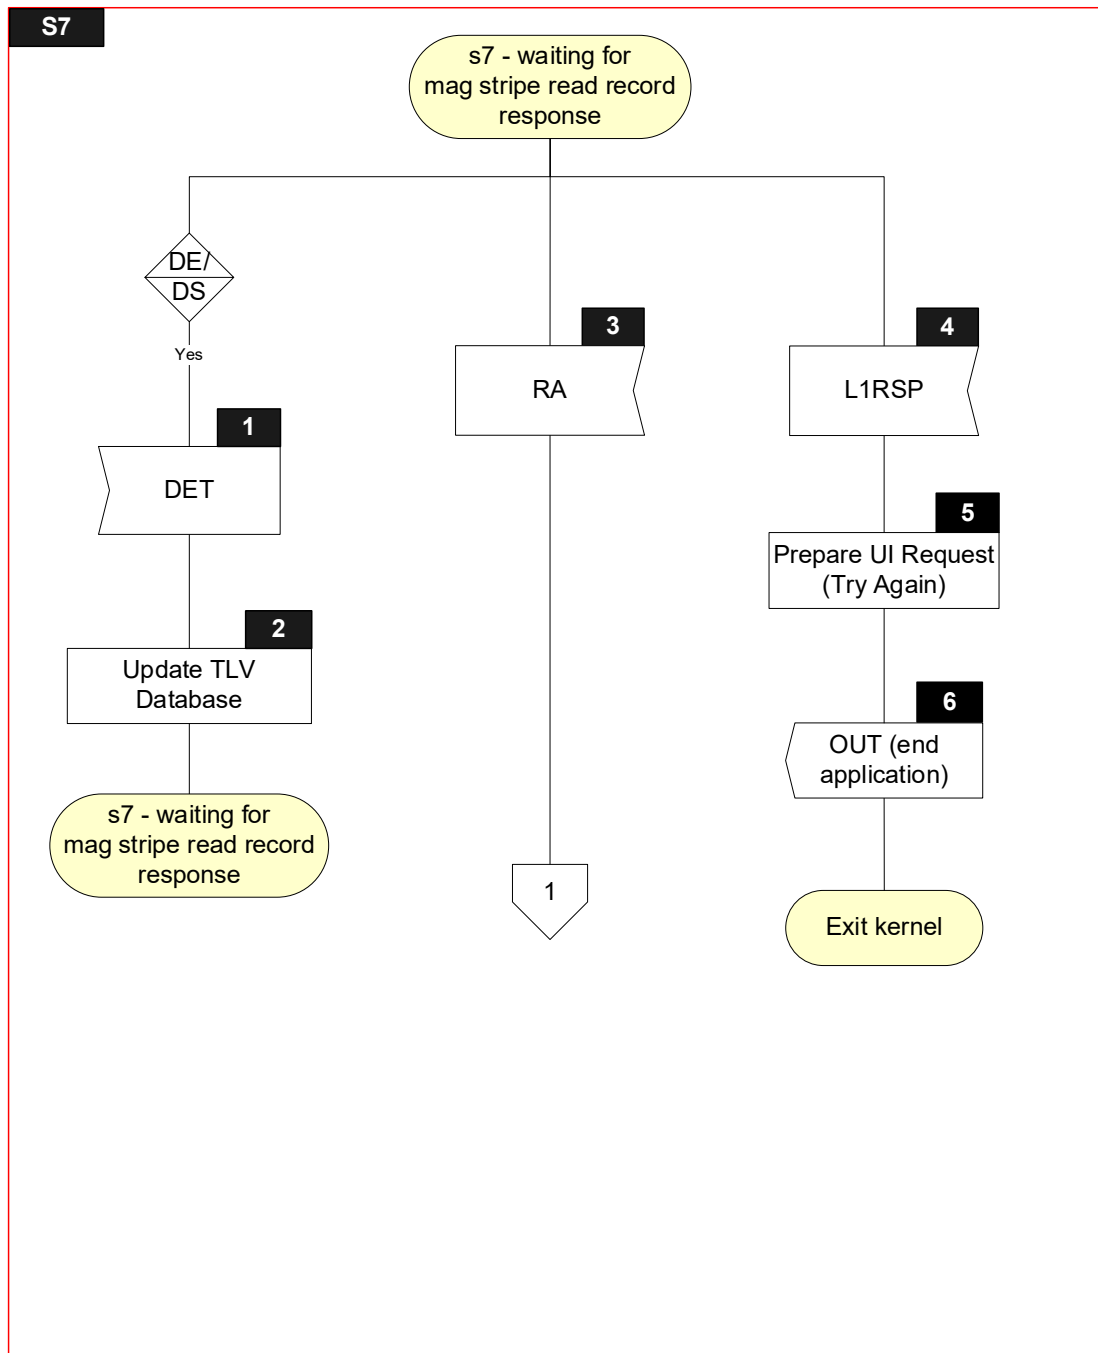 S7
s7 - waiting for
mag stripe read record
response
DE/
DS
Yes
1
DET
2
Update TLV
Database
s7 - waiting for
mag stripe read record
response
3
RA
1
4
L1RSP
5
Prepare UI Request
(Try Again)
6
OUT (end
application)
Exit kernel